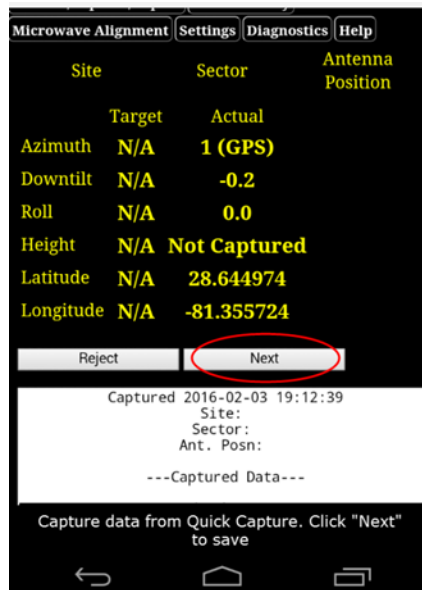 Microwave Alignment Settings Diagnostics Help
Site Sector Antenna Position
Target Actual
Azimuth N/A 1 (GPS)
Downtilt N/A -0.2
Roll N/A 0.0
Height N/A Not Captured
Latitude N/A 28.644974
Longitude N/A -81.355724
Reject Next
Captured 2016-02-03 19:12:39
Site:
Sector:
Ant. Posn:
---Captured Data---
Capture data from Quick Capture. Click "Next"
to save